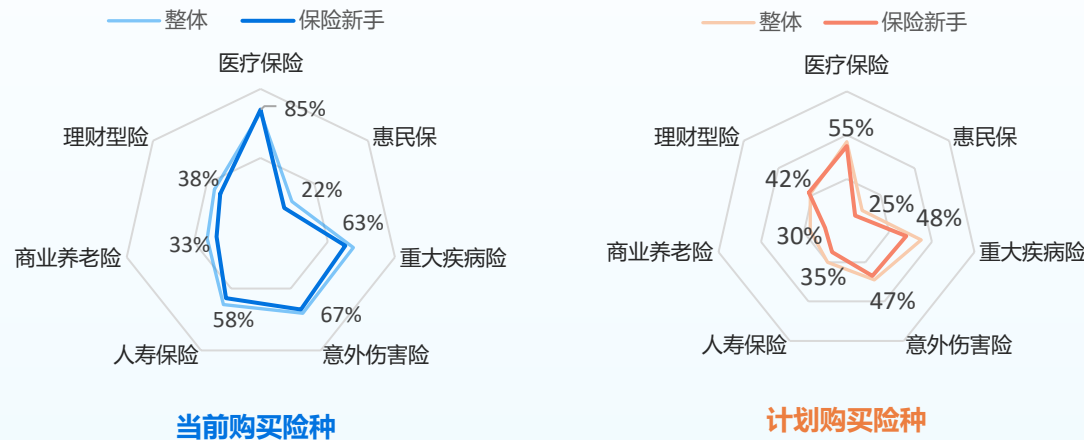 整体 保险新手
医疗保险
85%
惠民保
22%
63%
重大疾病险
67%
意外伤害险
58%
人寿保险
33%
商业养老险
38%
理财型险
当前购买险种
整体 保险新手
医疗保险
55%
惠民保
25%
48%
重大疾病险
47%
意外伤害险
35%
人寿保险
30%
商业养老险
42%
理财型险
计划购买险种